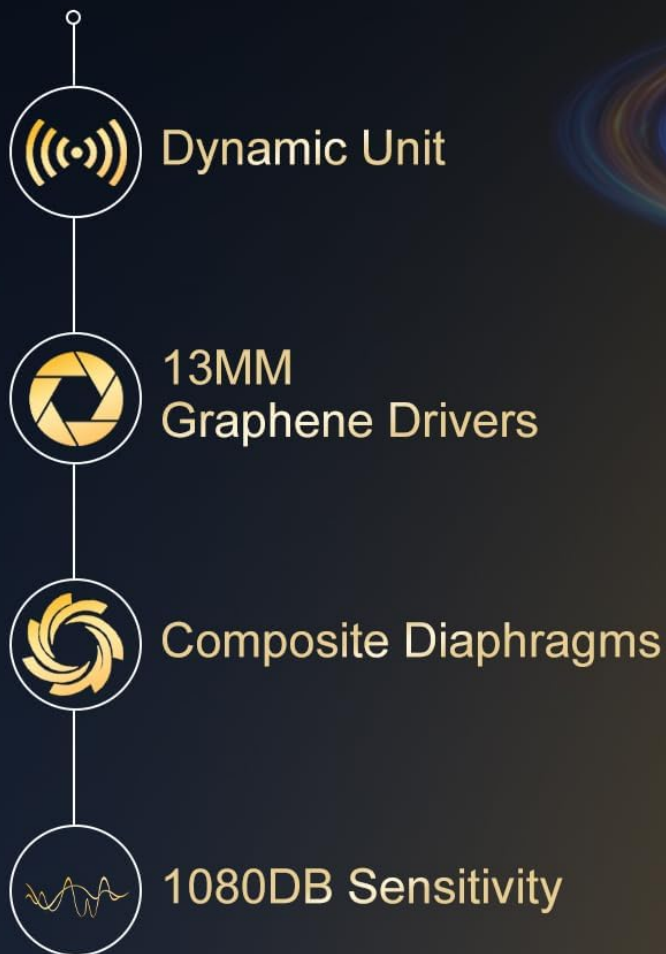 Dynamic Unit
13MM
Graphene Drivers
Composite Diaphragms
1080DB Sensitivity